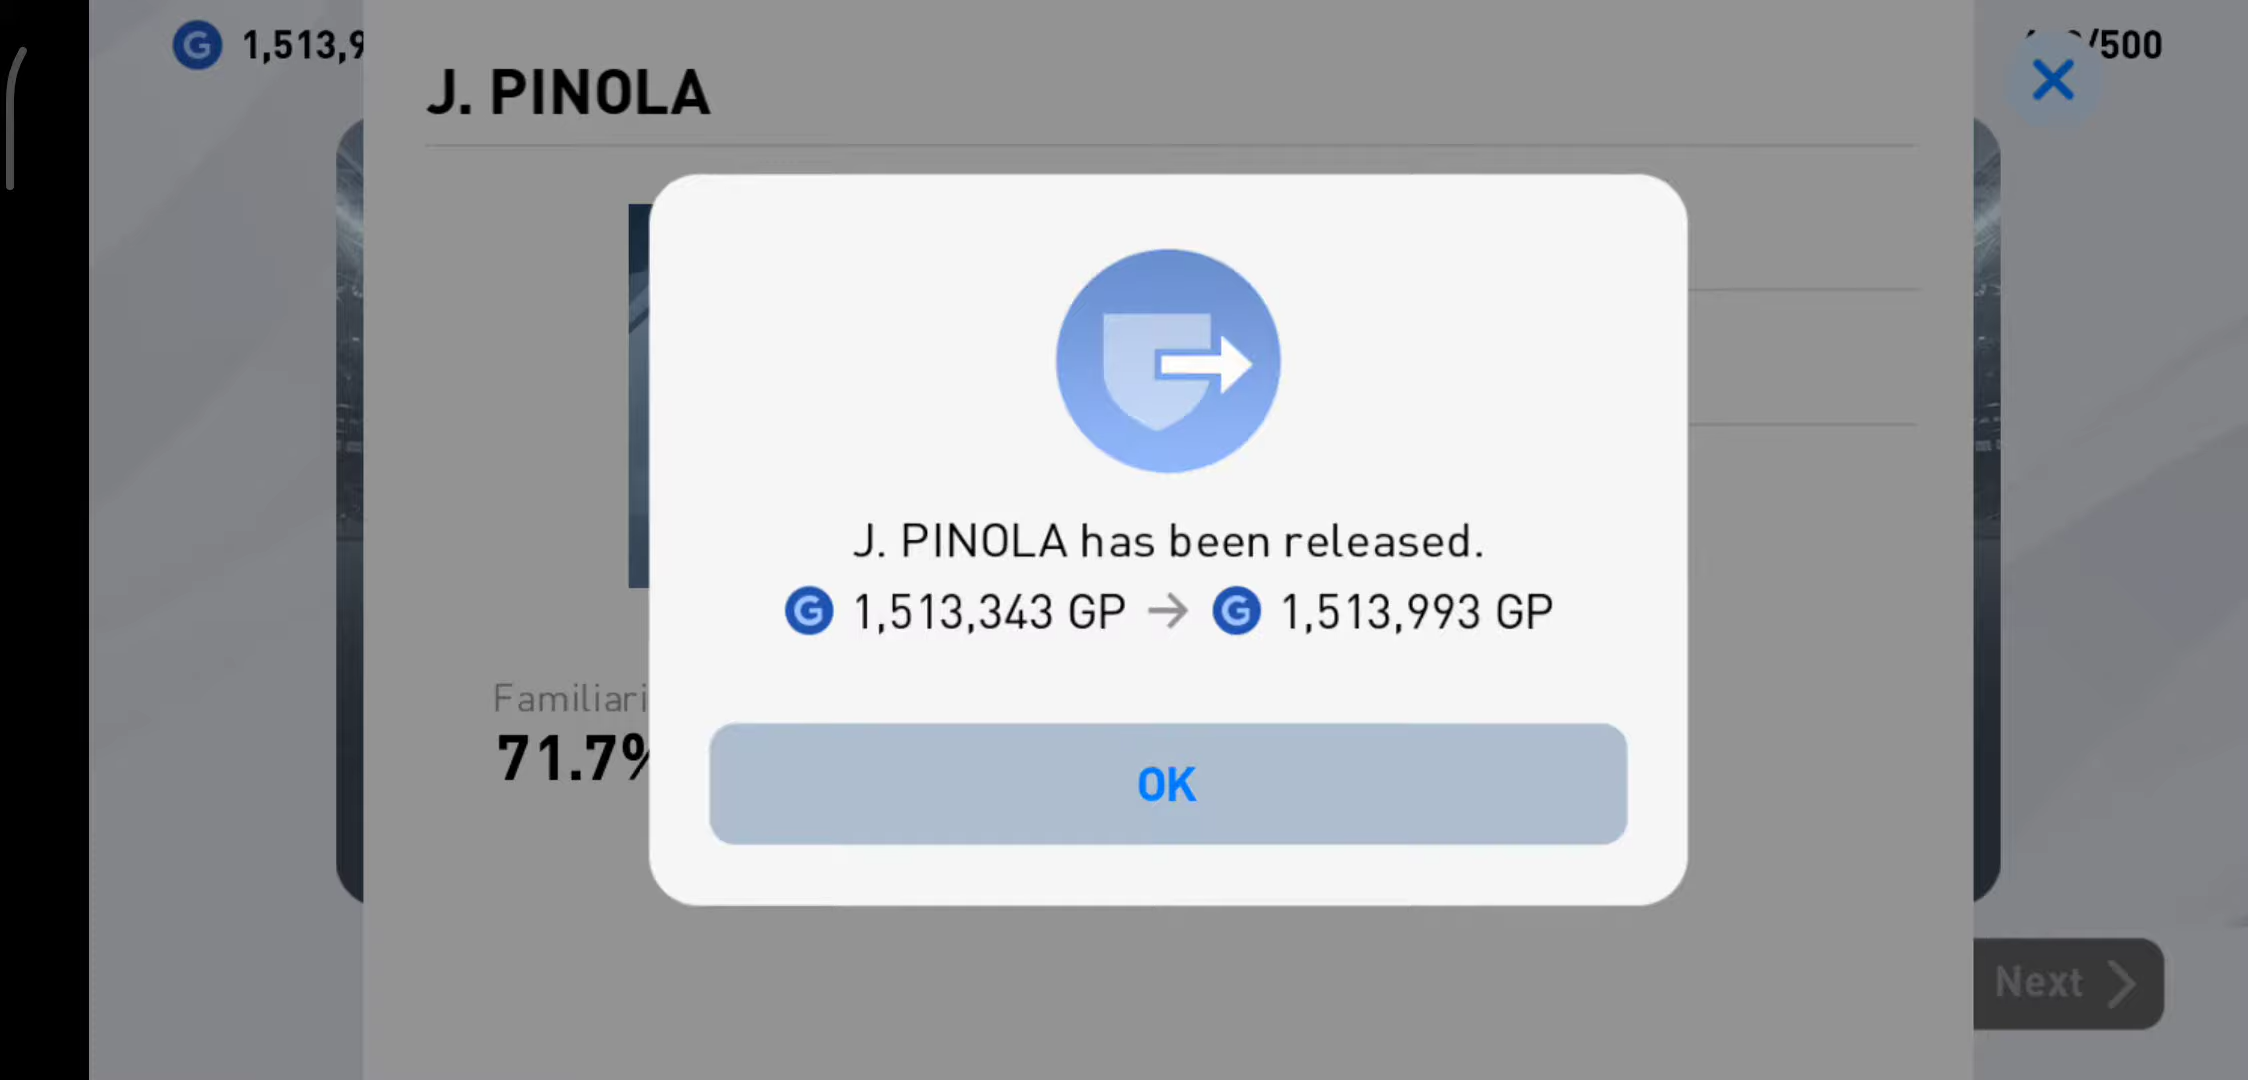 1,513,9
/500
J. PINOLA
J. PINOLA has been released.
G 1,513,343 GP → G 1,513,993 GP
Familiari
71.7%
OK
Next